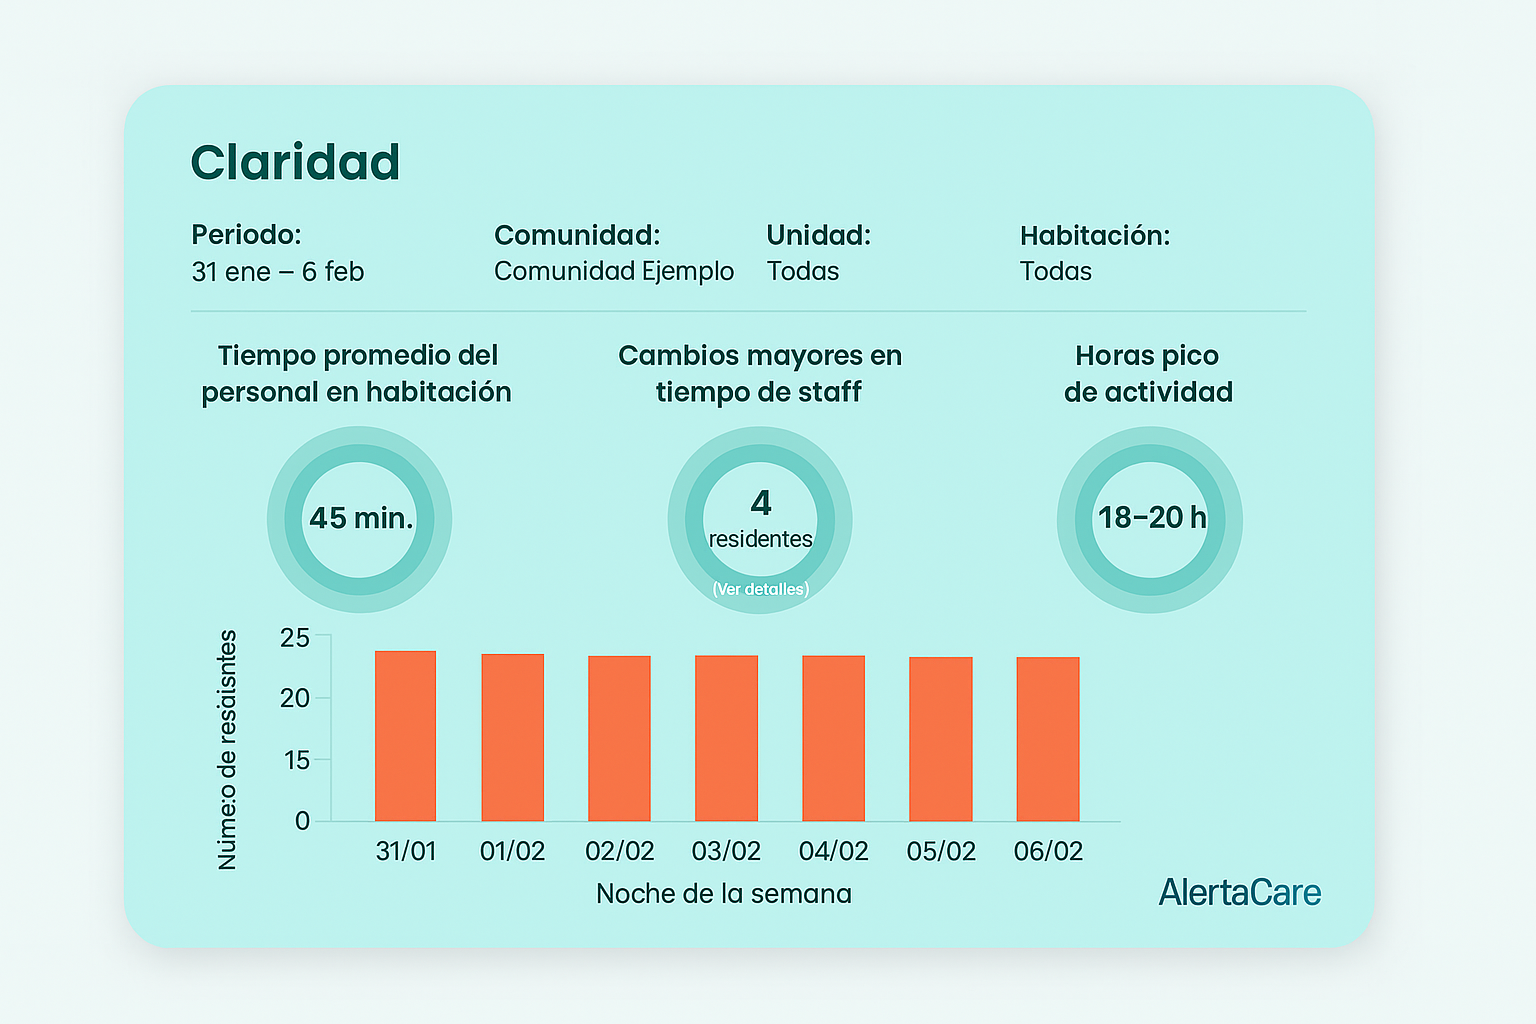 Claridad
Periodo: Comunidad: Unidad: Habitación:
31 ene – 6 feb Comunidad Ejemplo Todas Todas
Tiempo promedio del
personal en habitación
Cambios mayores en
tiempo de staff
Horas pico
de actividad
45 min.
4
residentes
(Ver detalles)
18–20 h
Núme:o de resäisntes
25
20
15
0
31/01 01/02 02/02 03/02 04/02 05/02 06/02
Noche de la semana
AlertaCare